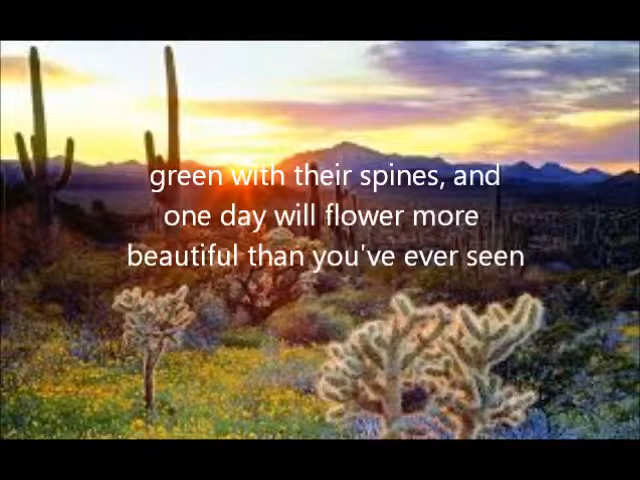 green with their spines, and
one day will flower more
beautiful than you've ever seen